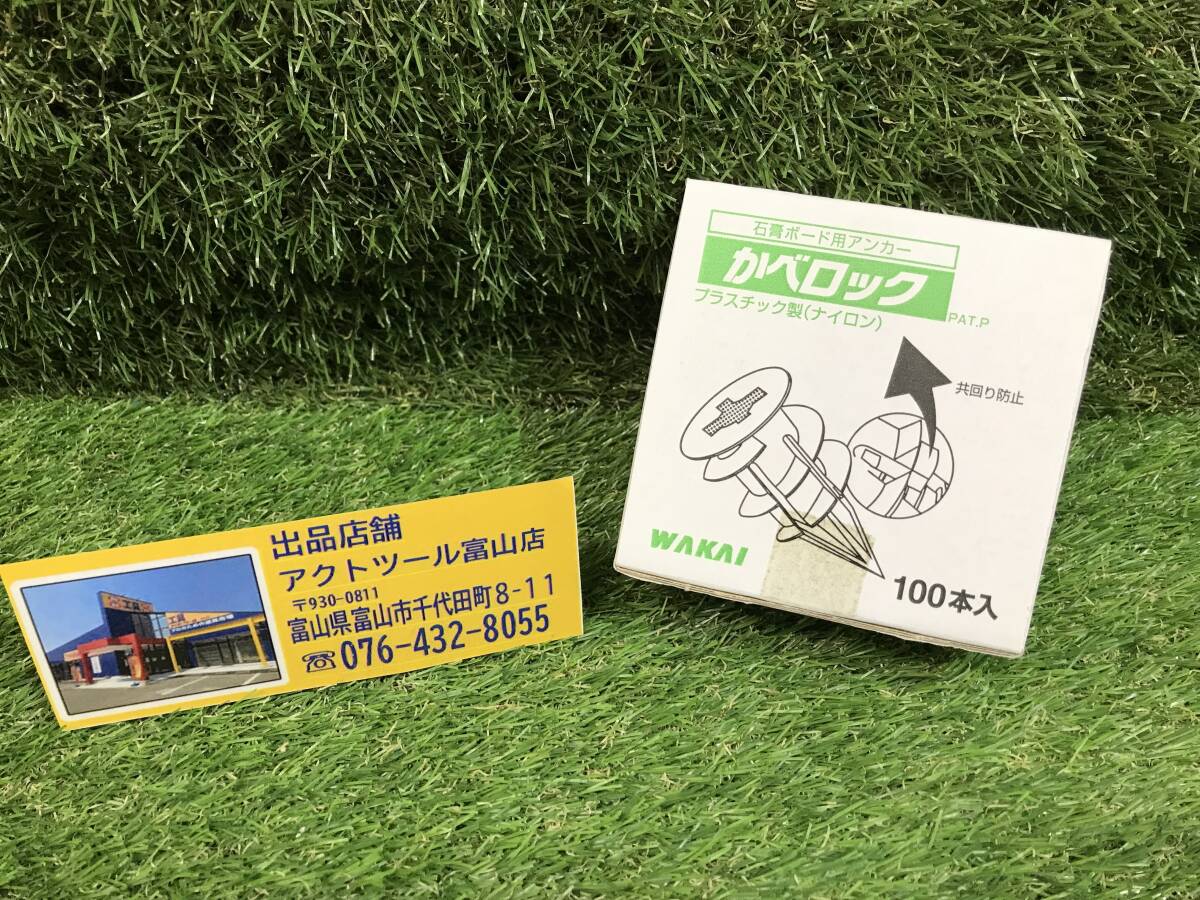 石膏ボード用アンカー
かベロック
プラスチック製(ナイロン)
PAT.P
共回り防止
WAKAI
100本入
出品店舗
アクトツール富山店
〒930-0811
富山県富山市千代田町8-11
☎076-432-8055
工具